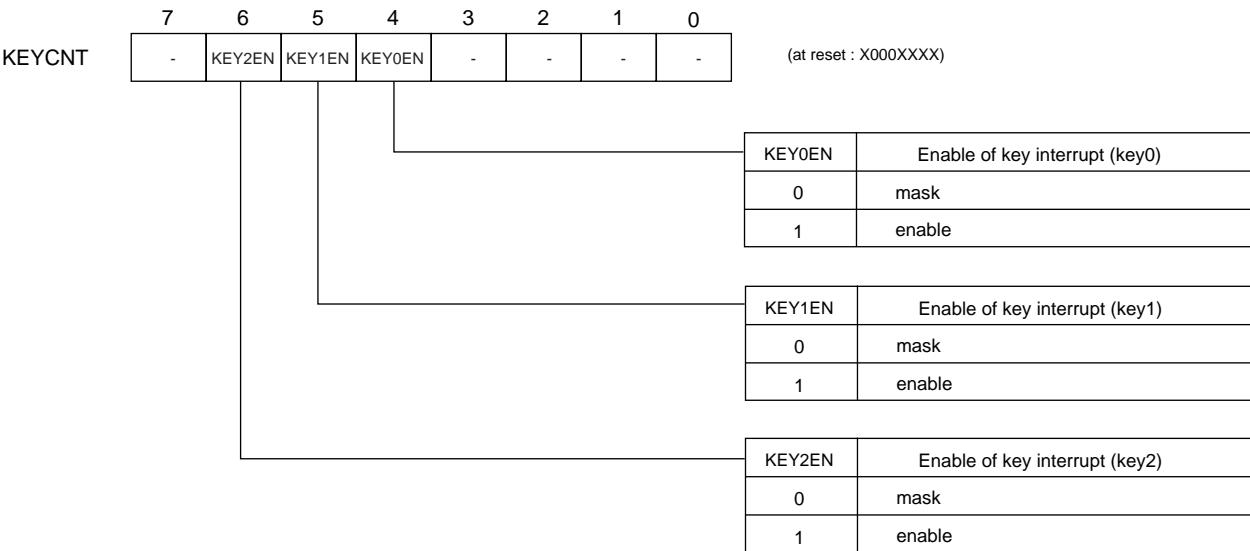 7 6 5 4 3 2 1 0
KEYCNT - KEY2EN KEY1EN KEY0EN - - - - (at reset : X000XXXX)
KEY0EN Enable of key interrupt (key0)
0 mask
1 enable
KEY1EN Enable of key interrupt (key1)
0 mask
1 enable
KEY2EN Enable of key interrupt (key2)
0 mask
1 enable